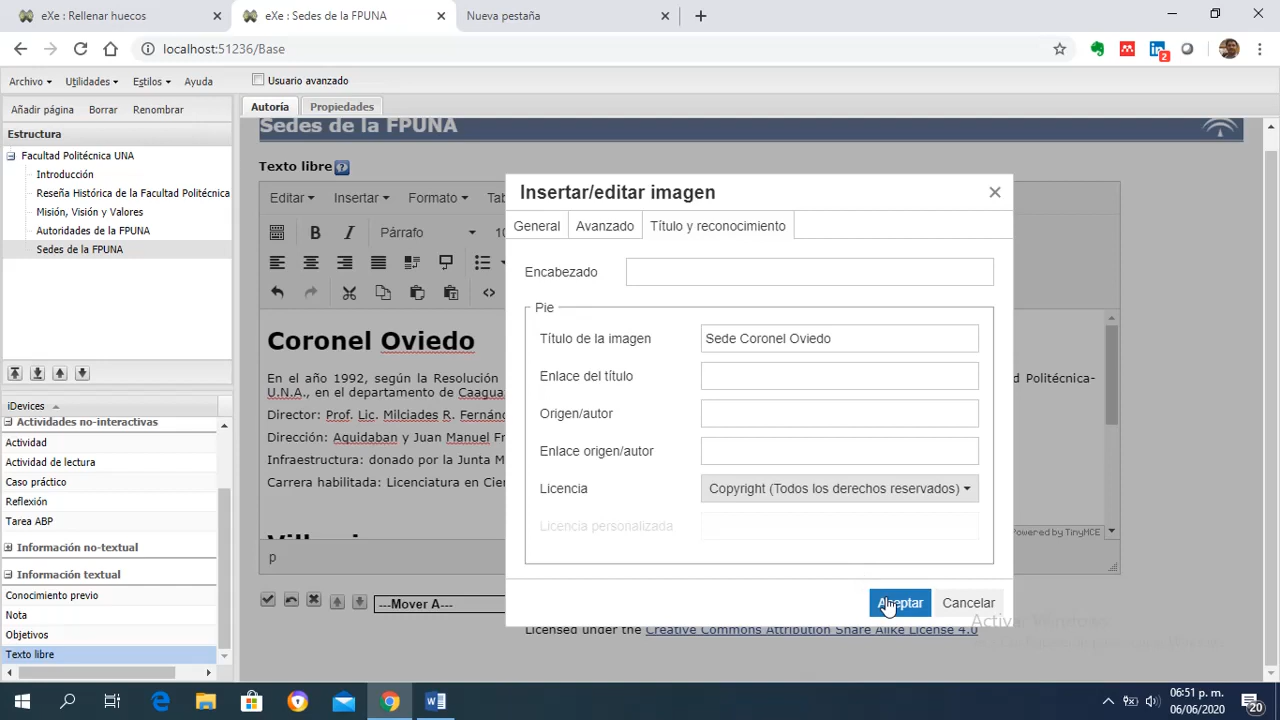 eXe : Rellenar huecos
eXe : Sedes de la FPUNA
Nueva pestaña
localhost:51236/Base
2
Archivo
Utilidades
Estilos
Ayuda
Usuario avanzado
Añadir página
Borrar
Renombrar
Autoría
Propiedades
Estructura
Facultad Politécnica UNA
Introducción
Reseña Histórica de la Facultad Politécnica
Misión, Visión y Valores
Autoridades de la FPUNA
Sedes de la FPUNA
Sedes de la FPUNA
Texto libre
Editar
Insertar
Formato
Párrafo
Coronel Oviedo
En el año 1992, según la Resolución
d Politécnica-
U.N.A., en el departamento de
Director: Prof. Lic. Milciades R.
Dirección: Aquidaban y Juan Manuel
Infraestructura: donado por la Junta
Carrera habilitada: Licenciatura en
p
Powered by TinyMCE
Insertar/editar imagen
General
Avanzado
Título y reconocimiento
Encabezado
Pie
Título de la imagen
Sede Coronel Oviedo
Enlace del título
Origen/autor
Enlace origen/autor
Licencia
Copyright (Todos los derechos reservados)
Licencia personalizada
Aceptar
Cancelar
iDevices
Actividades no-interactivas
Actividad
Actividad de lectura
Caso práctico
Reflexión
Tarea ABP
Información no-textual
Información textual
Conocimiento previo
Nota
Objetivos
Texto libre
---Mover A---
Licensed under the Creative Commons Attribution Share Alike License 4.0
Activar Windows
06:51 p. m.
06/06/2020
20